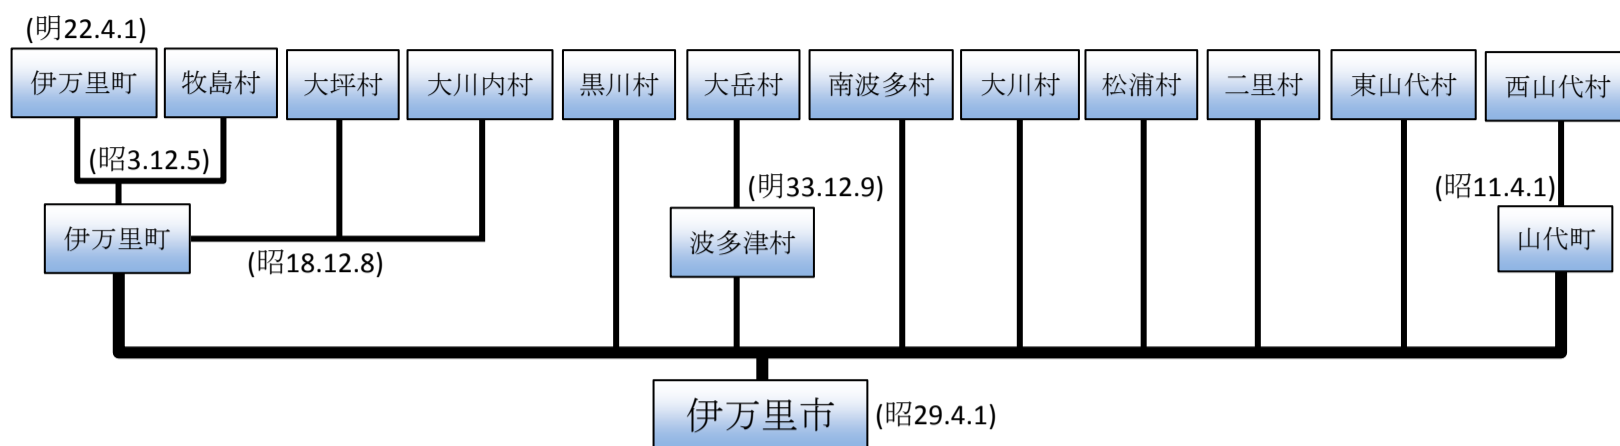 (明22.4.1)
伊万里町
牧島村
大坪村
大川内村
黒川村
大岳村
南波多村
大川村
松浦村
二里村
東山代村
西山代村
(昭3.12.5)
(明33.12.9)
(昭11.4.1)
伊万里町
波多津村
山代町
(昭18.12.8)
伊万里市
(昭29.4.1)